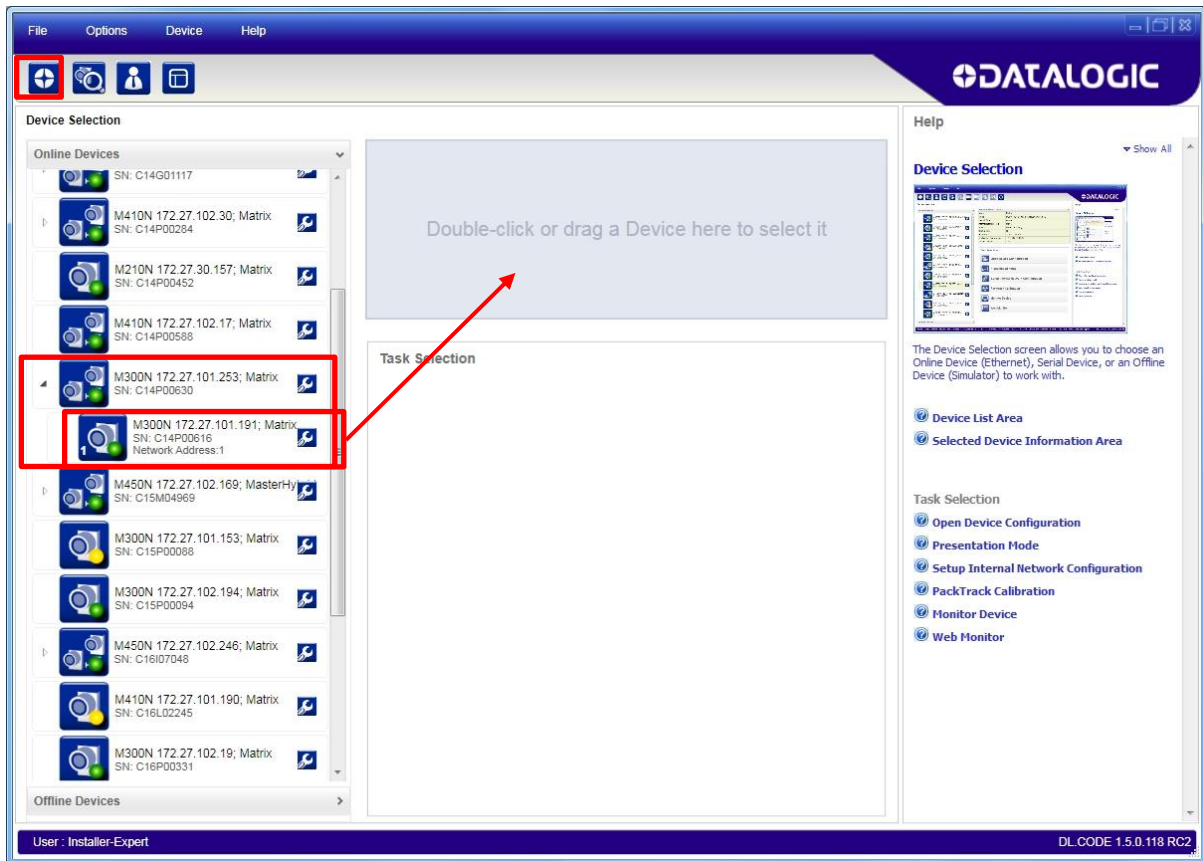 File Options Device Help
DATALOGIC
Device Selection
Online Devices
SN: C14G01117
M410N 172.27.102.30; Matrix
SN: C14P00284
M210N 172.27.30.157; Matrix
SN: C14P00452
M410N 172.27.102.17; Matrix
SN: C14P00588
M300N 172.27.101.253; Matrix
SN: C14P00630
M300N 172.27.101.191; Matrix
SN: C14P00616
1
Network Address:1
M450N 172.27.102.169; MasterHy
SN: C15M04969
M300N 172.27.101.153; Matrix
SN: C15P00088
M300N 172.27.102.194; Matrix
SN: C15P00094
M450N 172.27.102.246; Matrix
SN: C16I07048
M410N 172.27.101.190; Matrix
SN: C16L02245
M300N 172.27.102.19; Matrix
SN: C16P00331
Offline Devices
Double-click or drag a Device here to select it
Task Selection
Help
Show All
Device Selection
The Device Selection screen allows you to choose an
Online Device (Ethernet), Serial Device, or an Offline
Device (Simulator) to work with.
Device List Area
Selected Device Information Area
Task Selection
Open Device Configuration
Presentation Mode
Setup Internal Network Configuration
PackTrack Calibration
Monitor Device
Web Monitor
User : Installer-Expert
DL.CODE 1.5.0.118 RC2